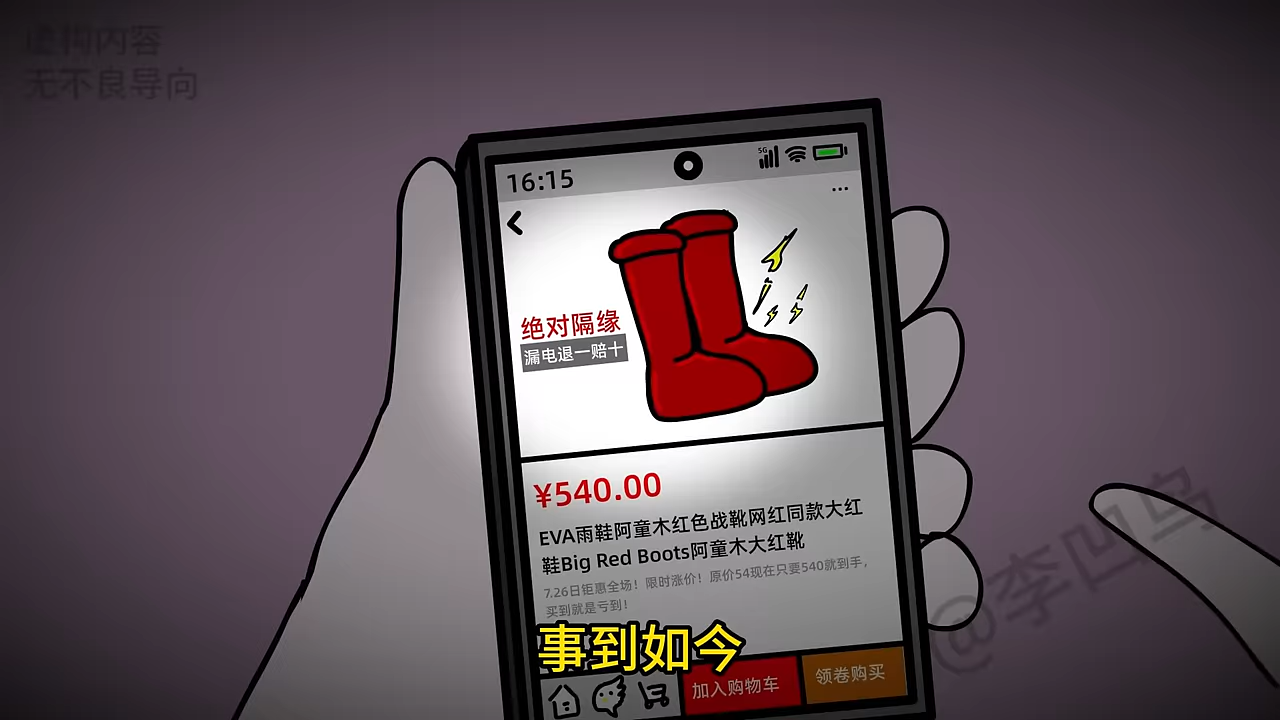 虚构内容
无不良导向
16:15
5G
绝对隔缘
漏电退一赔十
¥540.00
EVA雨鞋阿童木红色战靴网红同款大红
鞋Big Red Boots阿童木大红靴
7.26日钜惠全场！限时涨价！原价54现在只要540就到手，
买到就是亏到！
事到如今
加入购物车
领卷购买
@李凹鸟